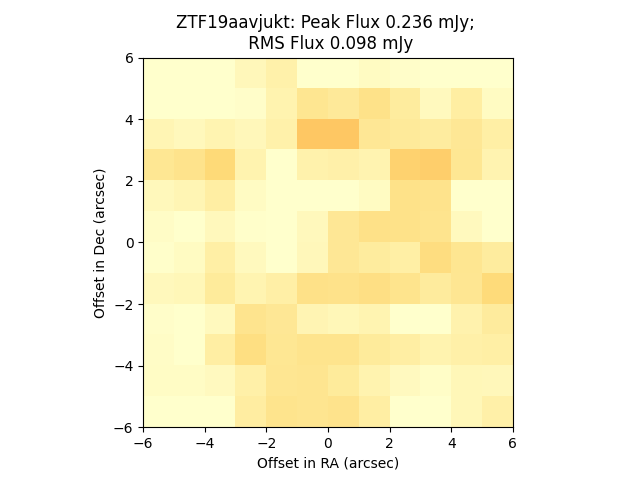 ZTF19aavjukt: Peak Flux 0.236 mJy;
RMS Flux 0.098 mJy
6
4
2
0
−2
−4
−6
Offset in Dec (arcsec)
−6 −4 −2 0 2 4 6
Offset in RA (arcsec)